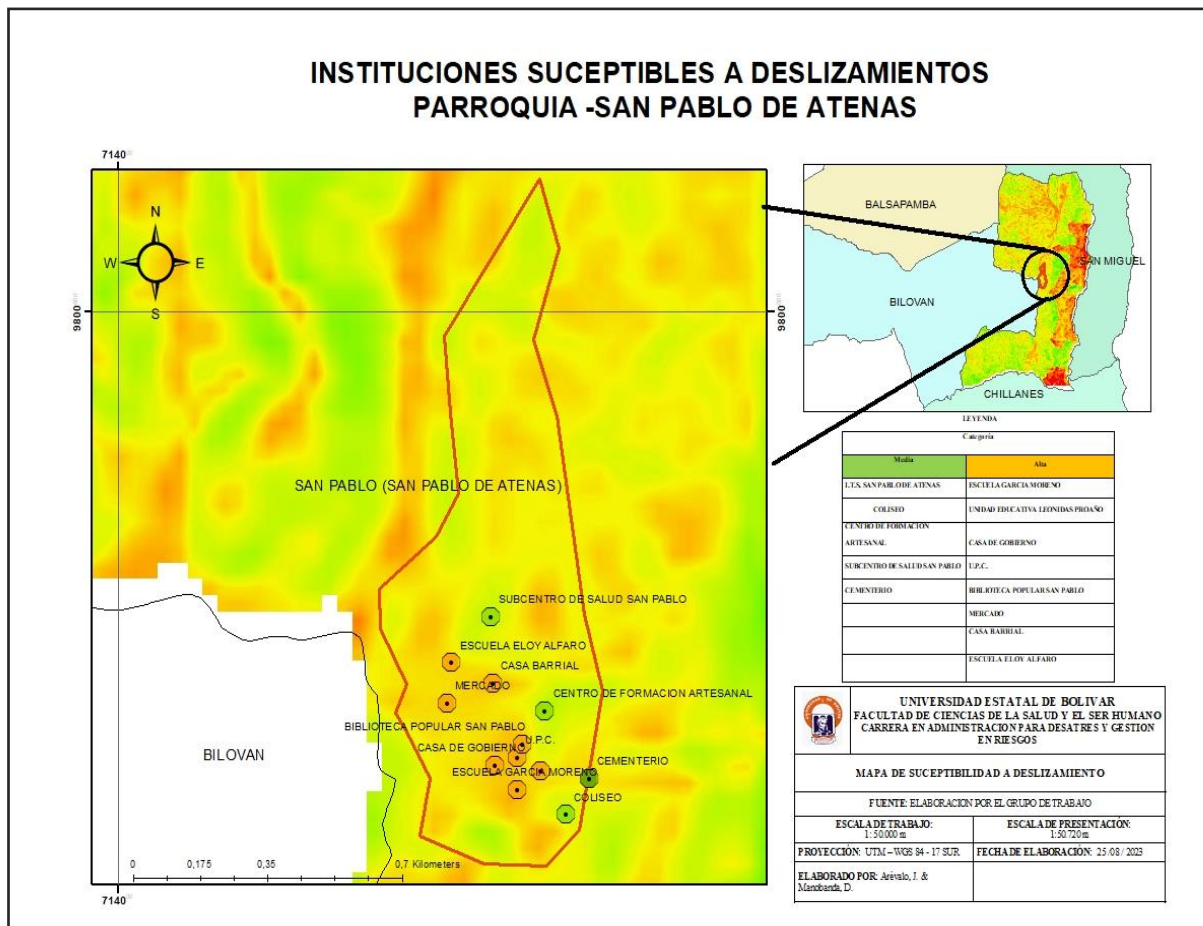 INSTITUCIONES SUCEPTIBLES A DESLIZAMIENTOS
PARROQUIA -SAN PABLO DE ATENAS
7140
9800
9800
N
W
E
S
SAN PABLO (SAN PABLO DE ATENAS)
SUBCENTRO DE SALUD SAN PABLO
ESCUELA ELOY ALFARO
CASA BARRIAL
MERCADO
CENTRO DE FORMACION ARTESANAL
BIBLIOTECA POPULAR SAN PABLO
U.P.C.
CASA DE GOBIERNO
CEMENTERIO
ESCUELA GARCIA MORENO
COLISEO
BILOVAN
0 0,175 0,35 0,7 Kilometers
7140
BALSAPAMBA
SAN MIGUEL
BILOVAN
CHILLANES
LEYENDA
Categoria
Media Alta
I.T.S. SAN PABLO DE ATENAS ESCUELA GARCIA MORENO
COLISEO UNIDAD EDUCATIVA LEONIDAS PROAÑO
CENTRO DE FORMACION
ARTESANAL CASA DE GOBIERNO
SUBCENTRO DE SALUD SAN PABLO U.P.C.
CEMENTERIO BIBLIOTECA POPULAR SAN PABLO
MERCADO
CASA BARRIAL
ESCUELA ELOY ALFARO
UNIVERSIDAD ESTATAL DE BOLIVAR
FACULTAD DE CIENCIAS DE LA SALUD Y EL SER HUMANO
CARRERA EN ADMINISTRACION PARA DESATRES Y GESTION
EN RIESGOS
MAPA DE SUCEPTIBILIDAD A DESLIZAMIENTO
FUENTE: ELABORACION POR EL GRUPO DE TRABAJO
ESCALA DE TRABAJO: ESCALA DE PRESENTACIÓN:
1: 50.000 m 1:50.720 m
PROYECCIÓN: UTM – WGS 84 - 17 SUR FECHA DE ELABORACIÓN: 25 /08 / 2023
ELABORADO POR: Arévalo, J. &
Manobanda, D.